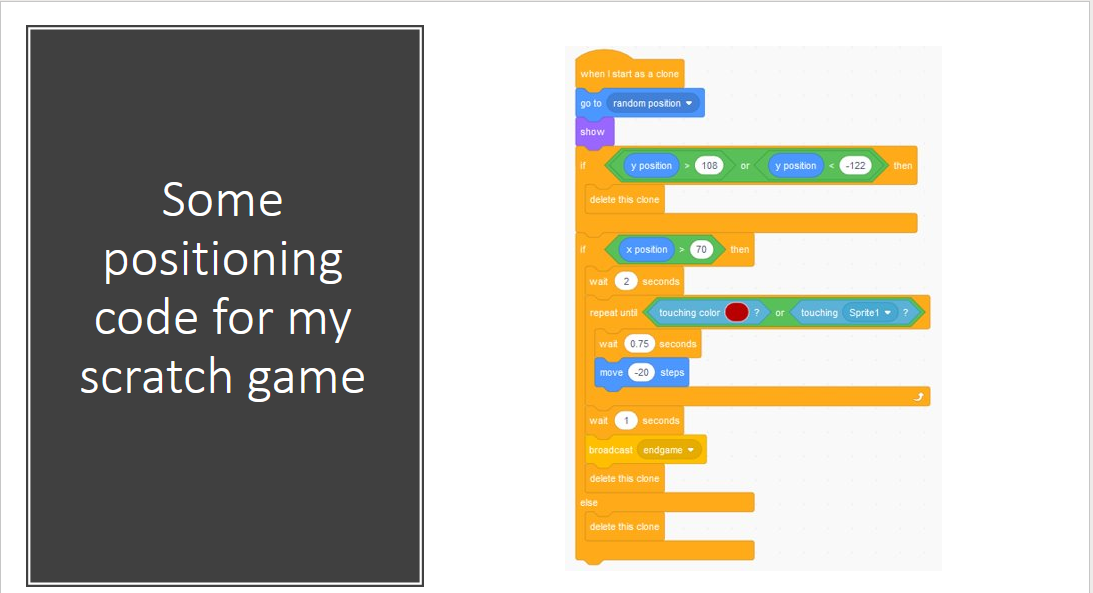 Some
positioning
code for my
scratch game
when I start as a clone
go to random position
show
if y position > 108 or y position < -122 then
delete this clone
if x position > 70 then
wait 2 seconds
repeat until touching color ? or touching Sprite1 ?
wait 0.75 seconds
move -20 steps
wait 1 seconds
broadcast endgame
delete this clone
else
delete this clone